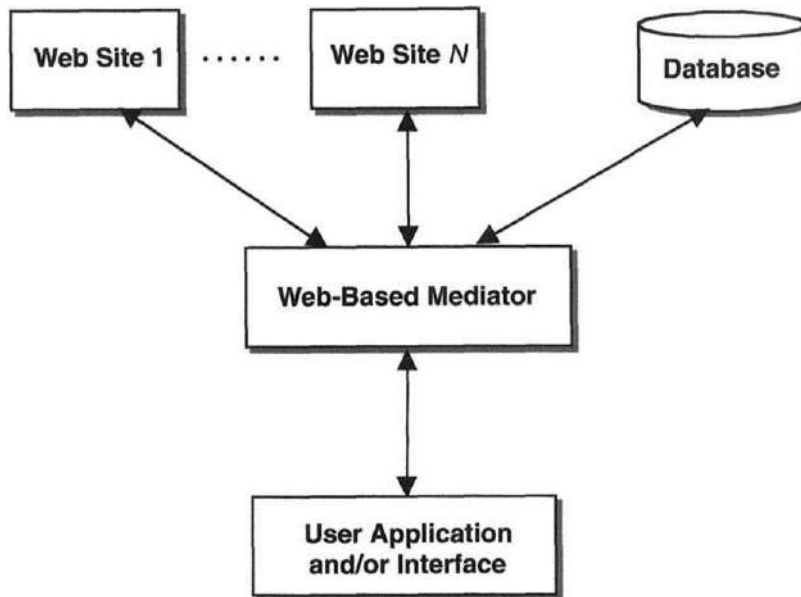 Web Site 1
......
Web Site N
Database
Web-Based Mediator
User Application
and/or Interface